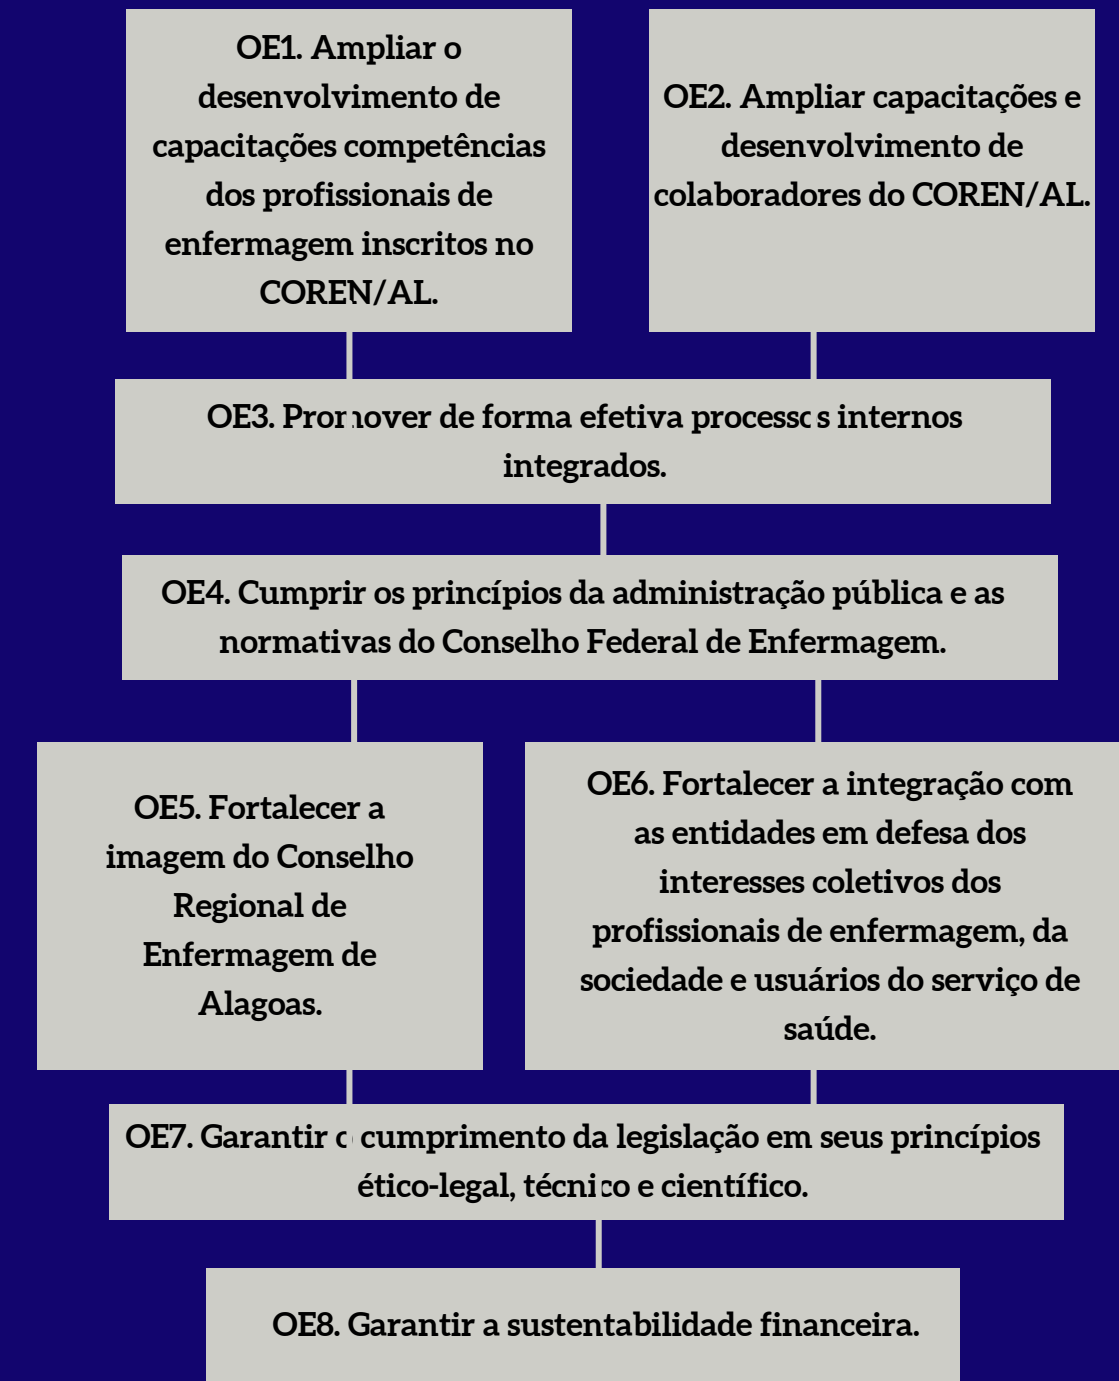 OE1. Ampliar o
desenvolvimento de
capacitações competências
dos profissionais de
enfermagem inscritos no
COREN/AL.
OE2. Ampliar capacitações e
desenvolvimento de
colaboradores do COREN/AL.
OE3. Promover de forma efetiva processos internos
integrados.
OE4. Cumprir os princípios da administração pública e as
normativas do Conselho Federal de Enfermagem.
OE5. Fortalecer a
imagem do Conselho
Regional de
Enfermagem de
Alagoas.
OE6. Fortalecer a integração com
as entidades em defesa dos
interesses coletivos dos
profissionais de enfermagem, da
sociedade e usuários do serviço de
saúde.
OE7. Garantir o cumprimento da legislação em seus princípios
ético-legal, técnico e científico.
OE8. Garantir a sustentabilidade financeira.